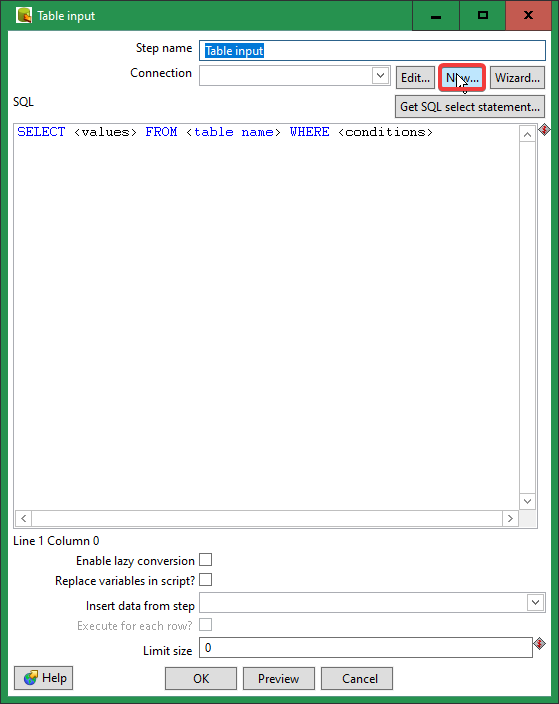 Table input
Step name Table input
Connection Edit... New... Wizard...
SQL Get SQL select statement...
SELECT <values> FROM <table name> WHERE <conditions>
Line 1 Column 0
Enable lazy conversion
Replace variables in script?
Insert data from step
Execute for each row?
Limit size 0
Help OK Preview Cancel